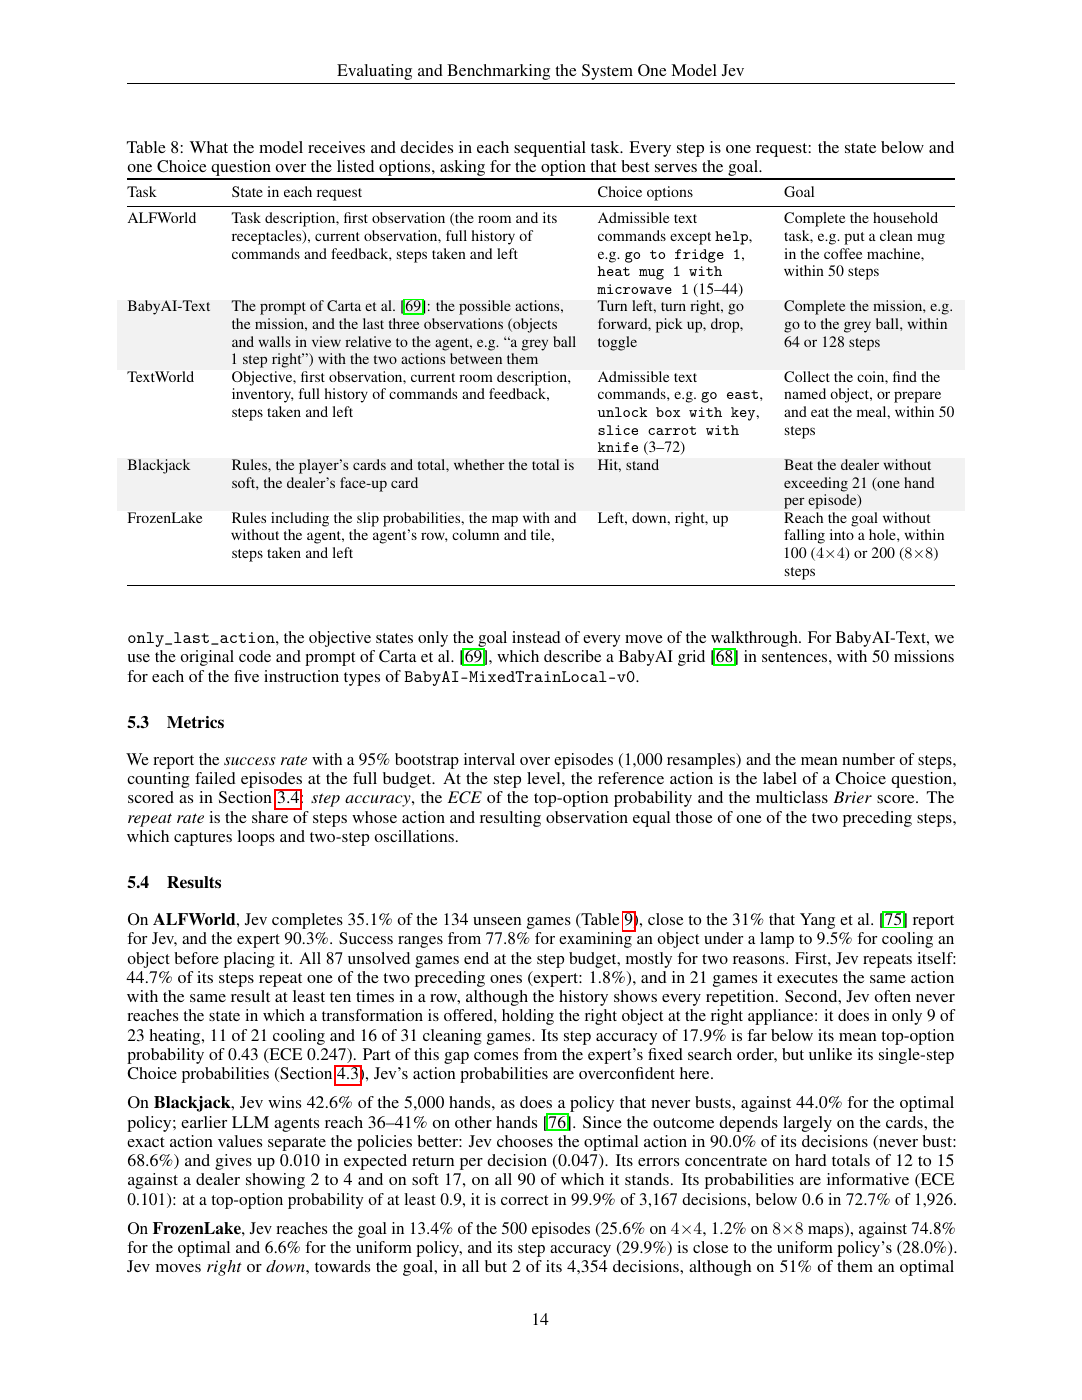 Evaluating and Benchmarking the System One Model Jev
Table 8: What the model receives and decides in each sequential task. Every step is one request: the state below and
one Choice question over the listed options, asking for the option that best serves the goal.
Task State in each request Choice options Goal
ALFWorld Task description, first observation (the room and its Admissible text Complete the household
receptacles), current observation, full history of commands except help, task, e.g. put a clean mug
commands and feedback, steps taken and left e.g. go to fridge 1, in the coffee machine,
heat mug 1 with within 50 steps
microwave 1 (15–44)
BabyAI-Text The prompt of Carta et al. [69]: the possible actions, Turn left, turn right, go Complete the mission, e.g.
the mission, and the last three observations (objects forward, pick up, drop, go to the grey ball, within
and walls in view relative to the agent, e.g. “a grey ball toggle 64 or 128 steps
1 step right”) with the two actions between them
TextWorld Objective, first observation, current room description, Admissible text Collect the coin, find the
inventory, full history of commands and feedback, commands, e.g. go east, named object, or prepare
steps taken and left unlock box with key, and eat the meal, within 50
slice carrot with steps
knife (3–72)
Blackjack Rules, the player’s cards and total, whether the total is Hit, stand Beat the dealer without
soft, the dealer’s face-up card exceeding 21 (one hand
per episode)
FrozenLake Rules including the slip probabilities, the map with and Left, down, right, up Reach the goal without
without the agent, the agent’s row, column and tile, falling into a hole, within
steps taken and left 100 (4×4) or 200 (8×8)
steps
only_last_action, the objective states only the goal instead of every move of the walkthrough. For BabyAI-Text, we
use the original code and prompt of Carta et al. [69], which describe a BabyAI grid [68] in sentences, with 50 missions
for each of the five instruction types of BabyAI-MixedTrainLocal-v0.
5.3 Metrics
We report the success rate with a 95% bootstrap interval over episodes (1,000 resamples) and the mean number of steps,
counting failed episodes at the full budget. At the step level, the reference action is the label of a Choice question,
scored as in Section 3.4: step accuracy, the ECE of the top-option probability and the multiclass Brier score. The
repeat rate is the share of steps whose action and resulting observation equal those of one of the two preceding steps,
which captures loops and two-step oscillations.
5.4 Results
On ALFWorld, Jev completes 35.1% of the 134 unseen games (Table 9), close to the 31% that Yang et al. [75] report
for Jev, and the expert 90.3%. Success ranges from 77.8% for examining an object under a lamp to 9.5% for cooling an
object before placing it. All 87 unsolved games end at the step budget, mostly for two reasons. First, Jev repeats itself:
44.7% of its steps repeat one of the two preceding ones (expert: 1.8%), and in 21 games it executes the same action
with the same result at least ten times in a row, although the history shows every repetition. Second, Jev often never
reaches the state in which a transformation is offered, holding the right object at the right appliance: it does in only 9 of
23 heating, 11 of 21 cooling and 16 of 31 cleaning games. Its step accuracy of 17.9% is far below its mean top-option
probability of 0.43 (ECE 0.247). Part of this gap comes from the expert’s fixed search order, but unlike its single-step
Choice probabilities (Section 4.3), Jev’s action probabilities are overconfident here.
On Blackjack, Jev wins 42.6% of the 5,000 hands, as does a policy that never busts, against 44.0% for the optimal
policy; earlier LLM agents reach 36–41% on other hands [76]. Since the outcome depends largely on the cards, the
exact action values separate the policies better: Jev chooses the optimal action in 90.0% of its decisions (never bust:
68.6%) and gives up 0.010 in expected return per decision (0.047). Its errors concentrate on hard totals of 12 to 15
against a dealer showing 2 to 4 and on soft 17, on all 90 of which it stands. Its probabilities are informative (ECE
0.101): at a top-option probability of at least 0.9, it is correct in 99.9% of 3,167 decisions, below 0.6 in 72.7% of 1,926.
On FrozenLake, Jev reaches the goal in 13.4% of the 500 episodes (25.6% on 4×4, 1.2% on 8×8 maps), against 74.8%
for the optimal and 6.6% for the uniform policy, and its step accuracy (29.9%) is close to the uniform policy’s (28.0%).
Jev moves right or down, towards the goal, in all but 2 of its 4,354 decisions, although on 51% of them an optimal
14